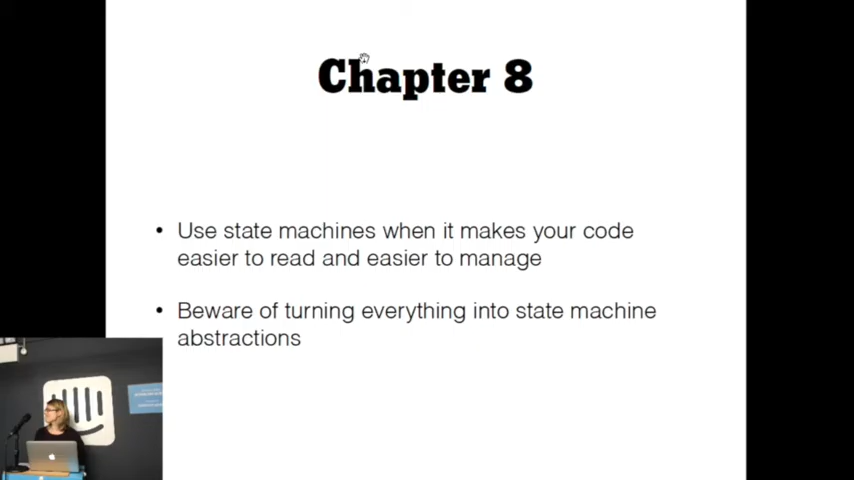 Chapter 8
• Use state machines when it makes your code
easier to read and easier to manage
• Beware of turning everything into state machine
abstractions